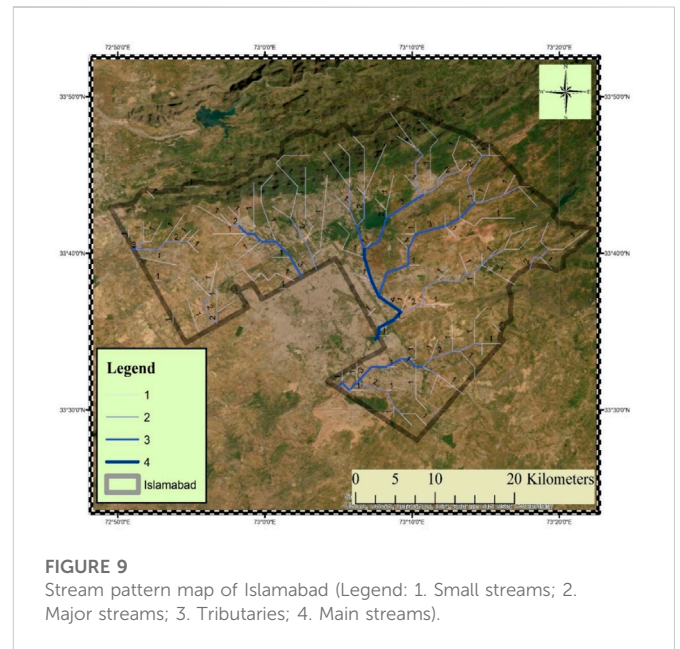 72°50'0"E 73°0'0"E 73°10'0"E 73°20'0"E
N
W E
S
33°50'0"N 33°50'0"N
33°40'0"N 33°40'0"N
33°30'0"N 33°30'0"N
Legend
1
2
3
4
Islamabad
0 5 10 20 Kilometers
72°50'0"E 73°0'0"E 73°10'0"E 73°20'0"E
FIGURE 9
Stream pattern map of Islamabad (Legend: 1. Small streams; 2.
Major streams; 3. Tributaries; 4. Main streams).